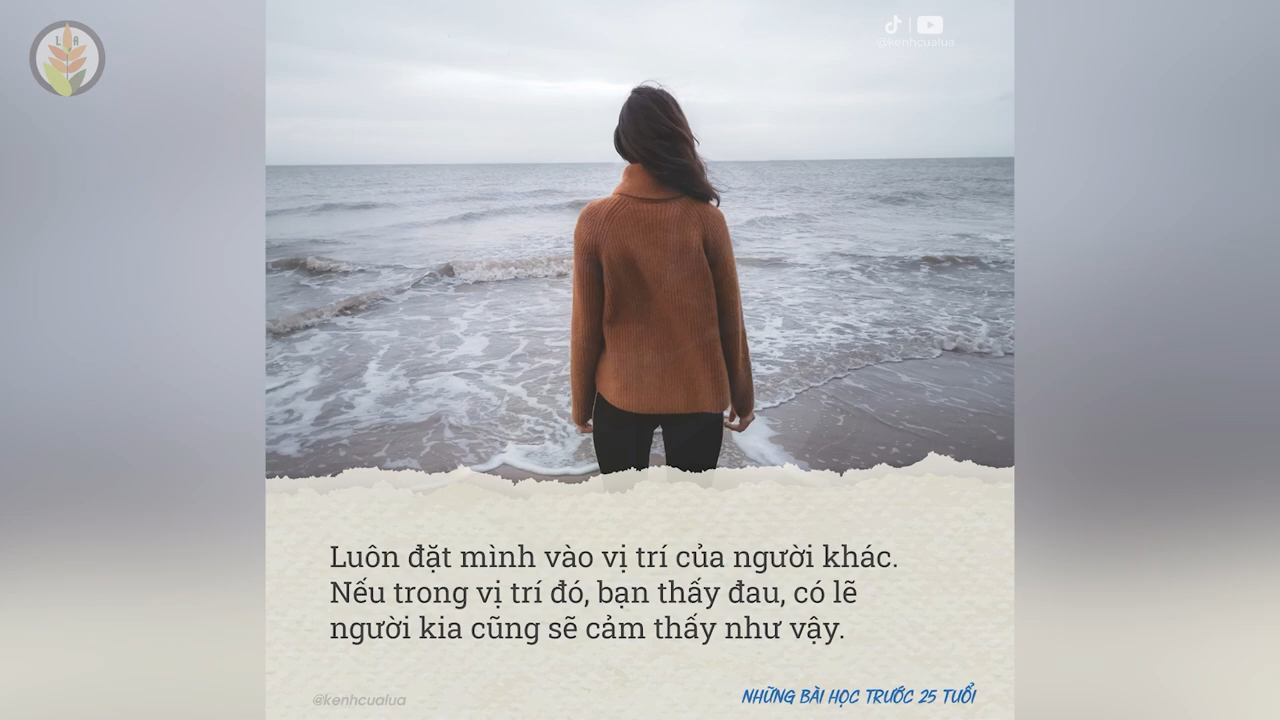 L A
@kenhcualua
Luôn đặt mình vào vị trí của người khác.
Nếu trong vị trí đó, bạn thấy đau, có lẽ
người kia cũng sẽ cảm thấy như vậy.
@kenhcualua
NHỮNG BÀI HỌC TRƯỚC 25 TUỔI